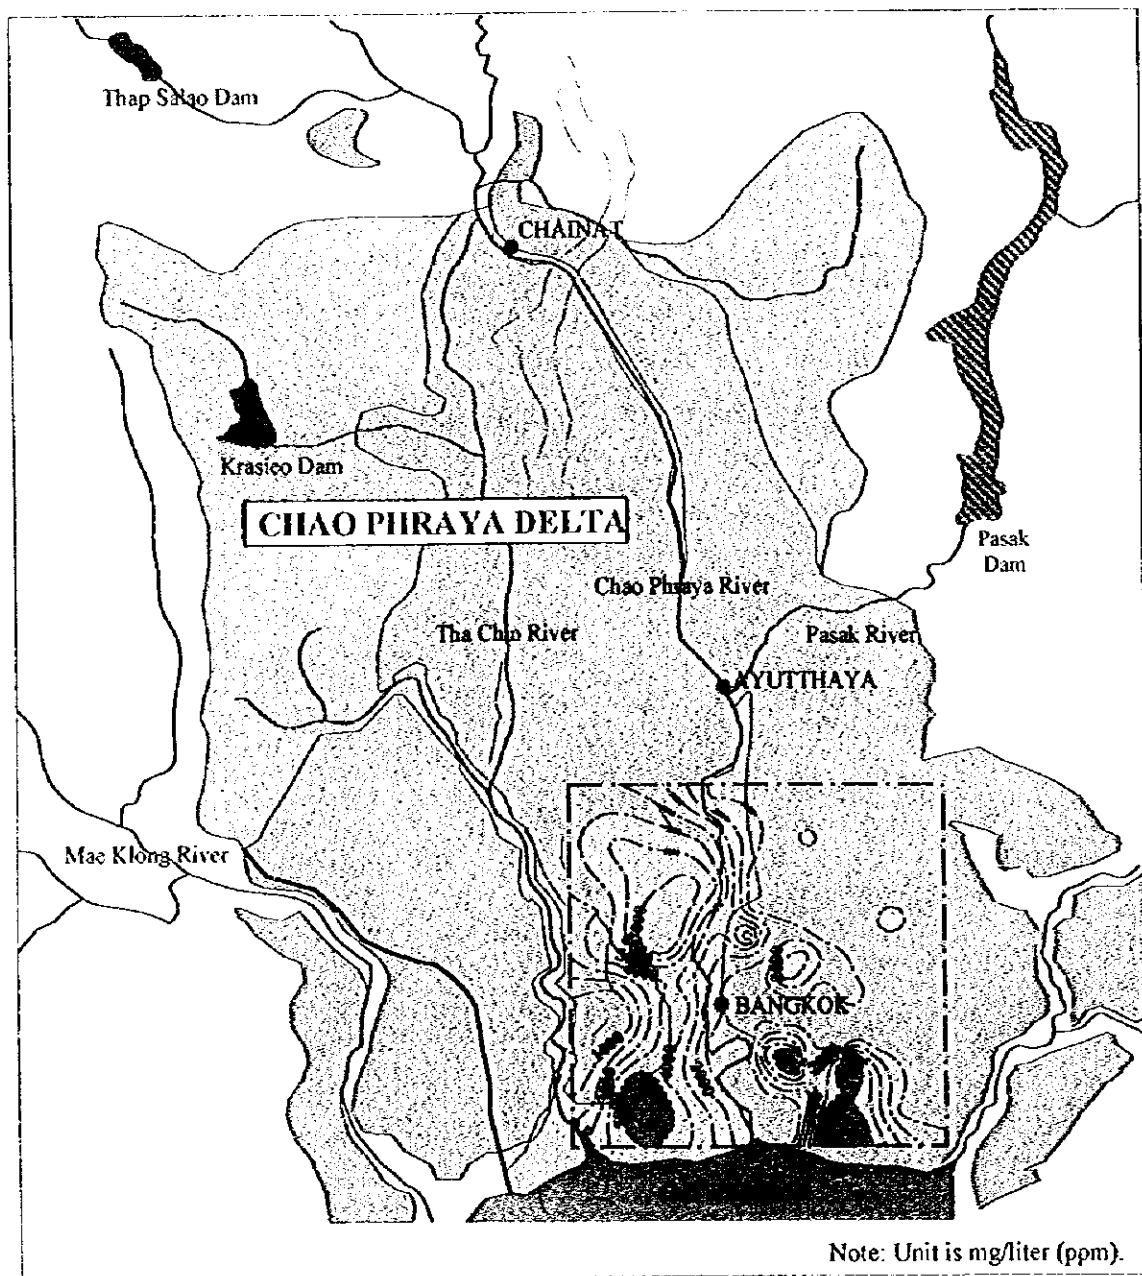 Thap Salao Dam
CHAINAT
Krasieo Dam
CHAO PHRAYA DELTA
Pasak
Dam
Chao Phraya River
Tha Chin River
Pasak River
AYUTTHAYA
Mae Klong River
BANGKOK
Note: Unit is mg/liter (ppm).